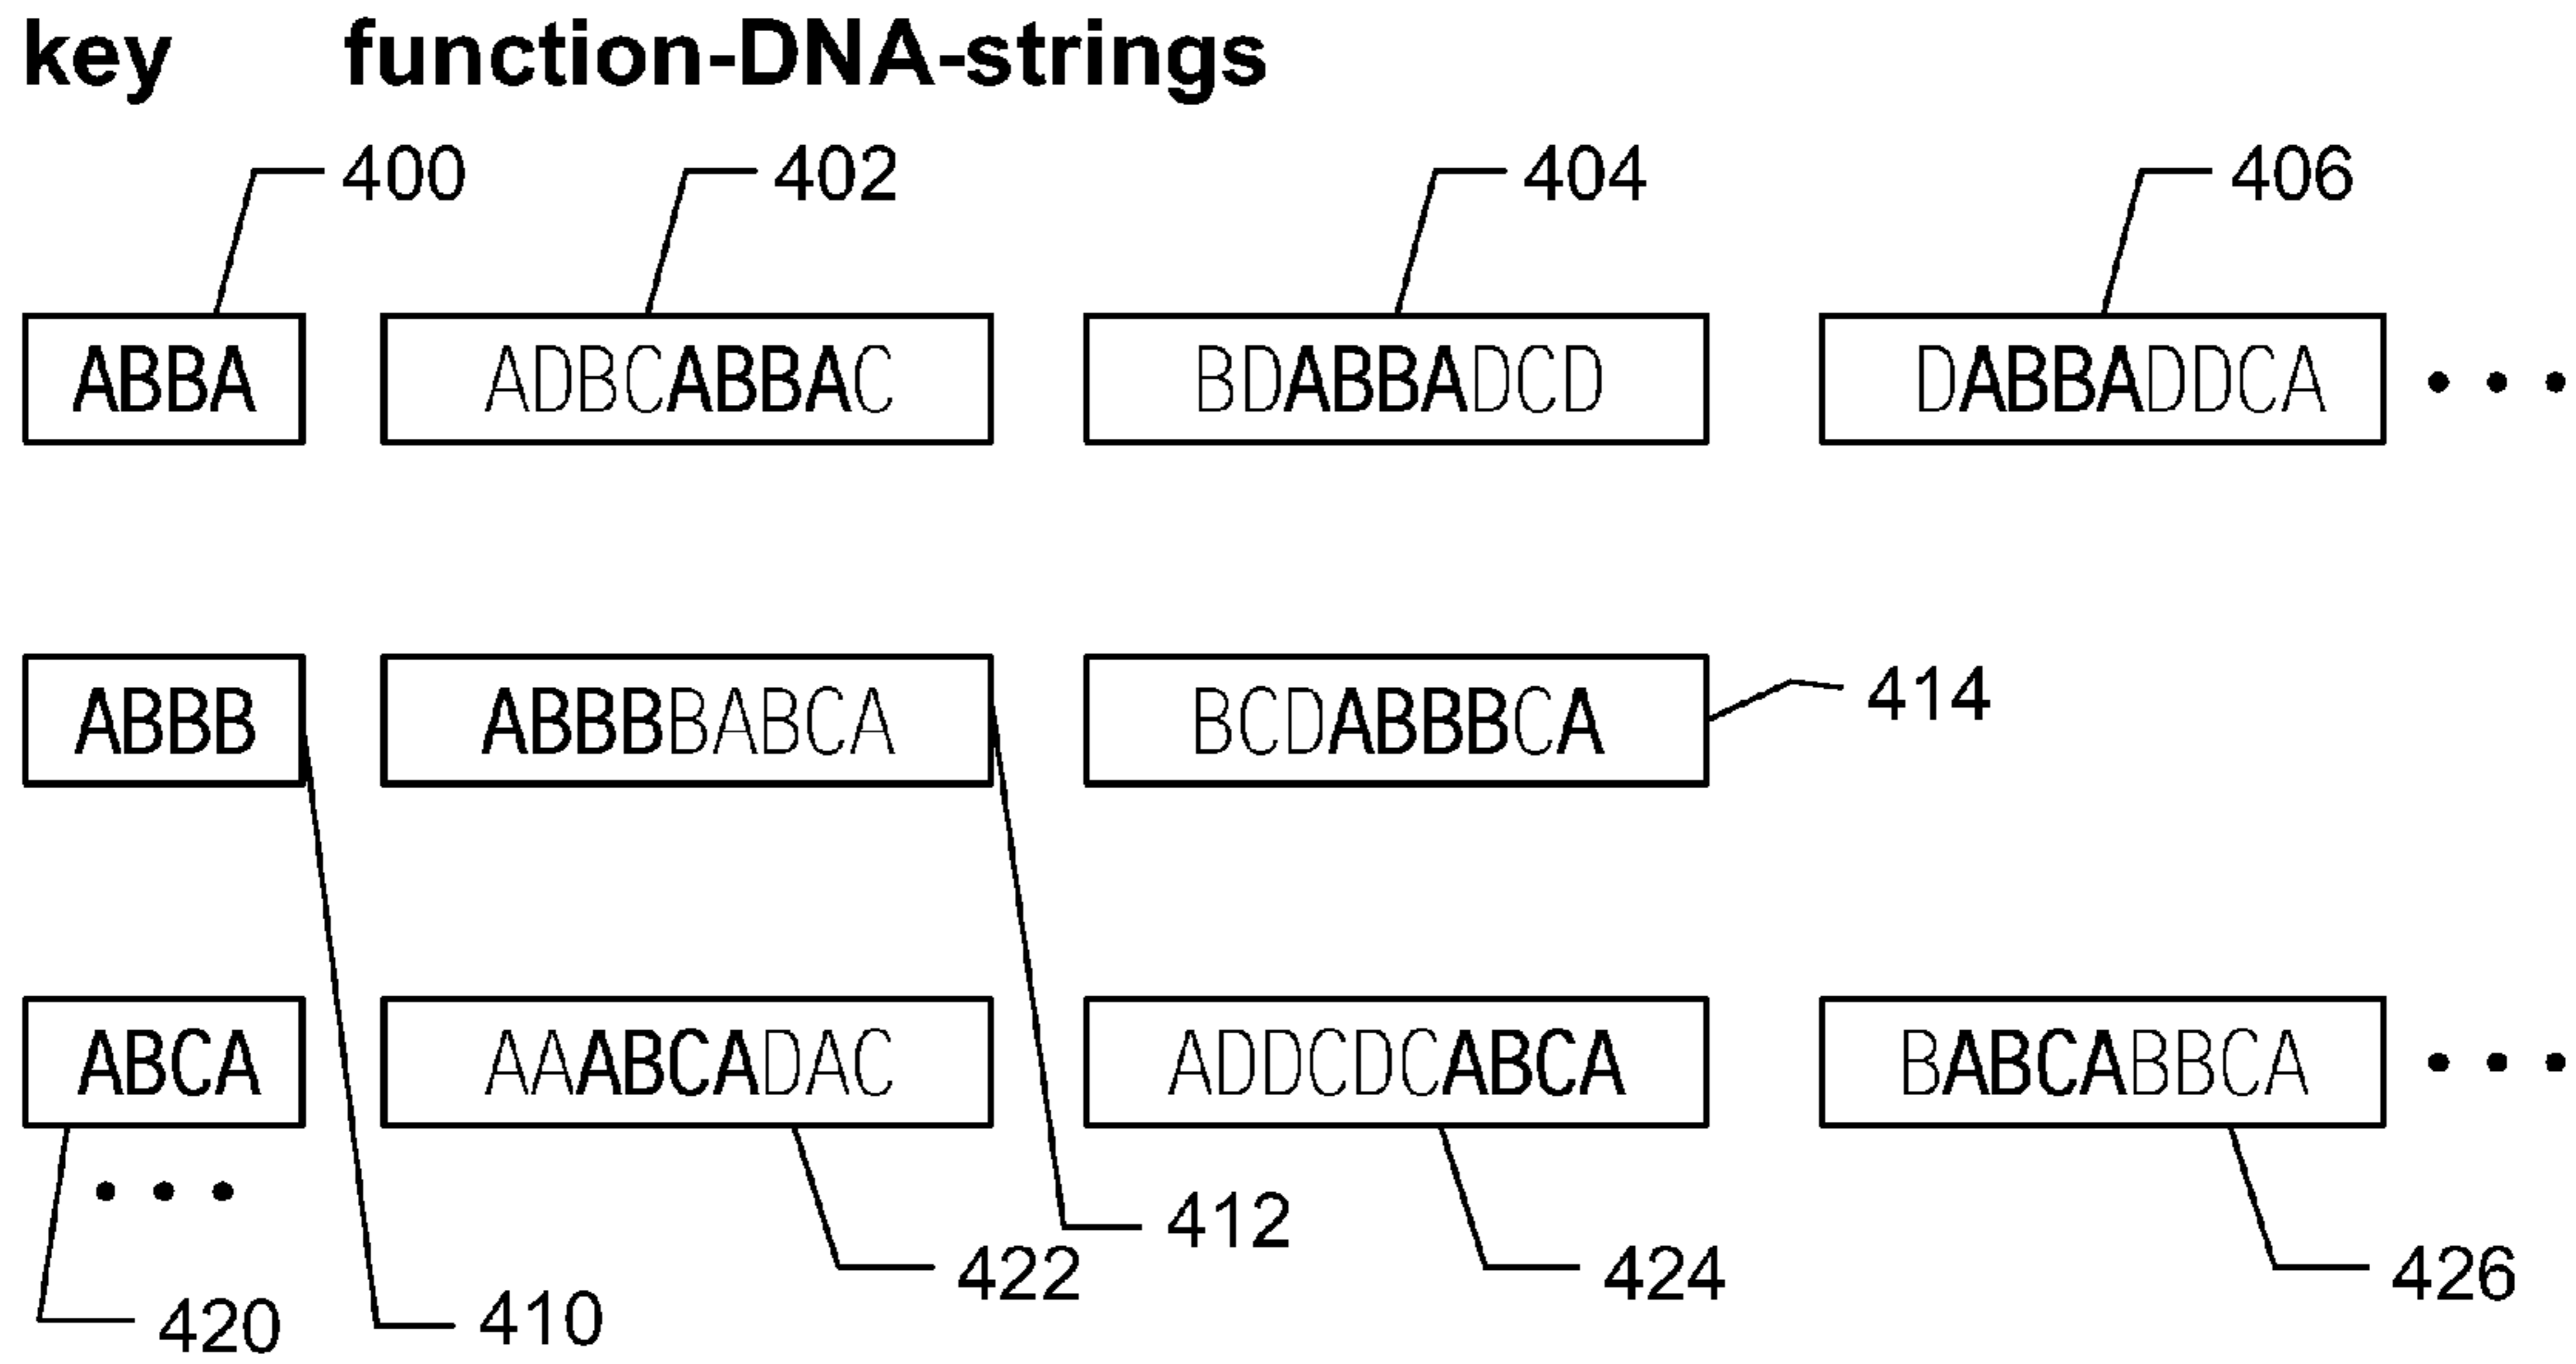 key function-DNA-strings
400 402 404 406
ABBA ADBCABBAC BDABBADCD DABBADDCA • • •
ABBB ABBBBABCA BCDABBBCA 414
ABCA AAABCADAC ADDCDCABCA BABCABBCA • • •
• • •
420 410 422 412 424 426